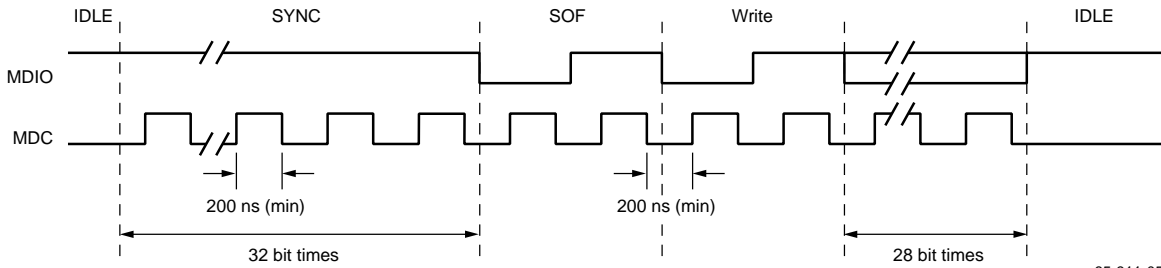 IDLE SYNC SOF Write IDLE
MDIO
MDC
200 ns (min) 200 ns (min)
32 bit times 28 bit times